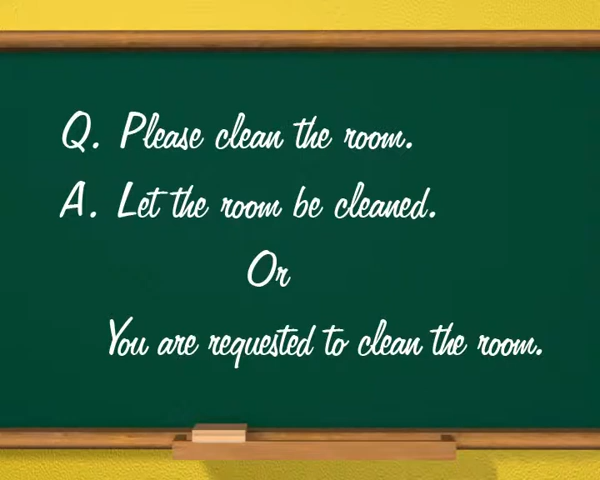 Q. Please clean the room.
A. Let the room be cleaned.
Or
You are requested to clean the room.